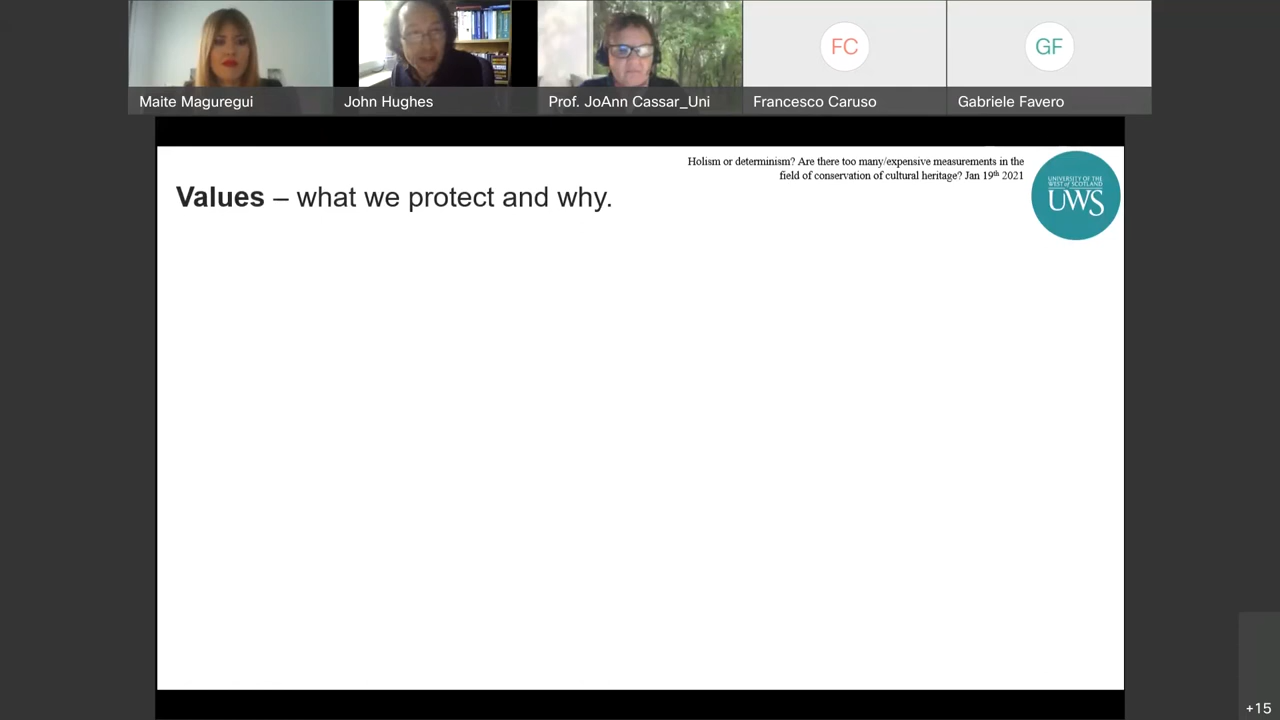 Maite Maguregui
John Hughes
Prof. JoAnn Cassar_Uni
FC
Francesco Caruso
GF
Gabriele Favero
Holism or determinism? Are there too many/expensive measurements in the
field of conservation of cultural heritage? Jan 19th 2021
UNIVERSITY OF THE
WEST of SCOTLAND
UWS
Values – what we protect and why.
+15